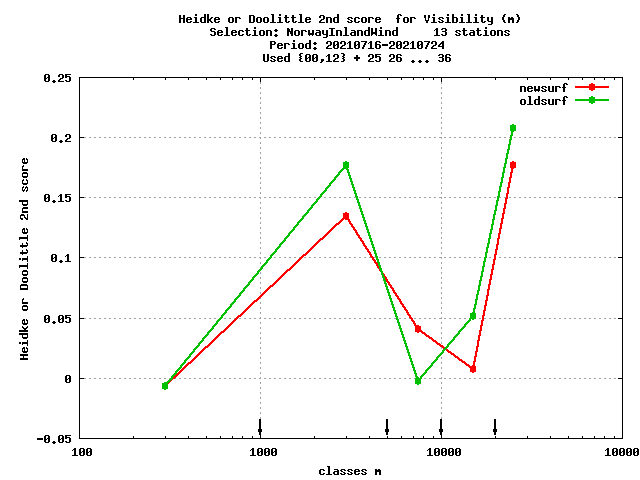 Heidke or Doolittle 2nd score  for Visibility (m)
Selection: NorwayInlandWind     13 stations
Period: 20210716-20210724
Used {00,12} + 25 26 ... 36
newsurf
oldsurf
Heidke or Doolittle 2nd score
0.25
0.2
0.15
0.1
0.05
0
-0.05
100 1000 10000 10000
classes m